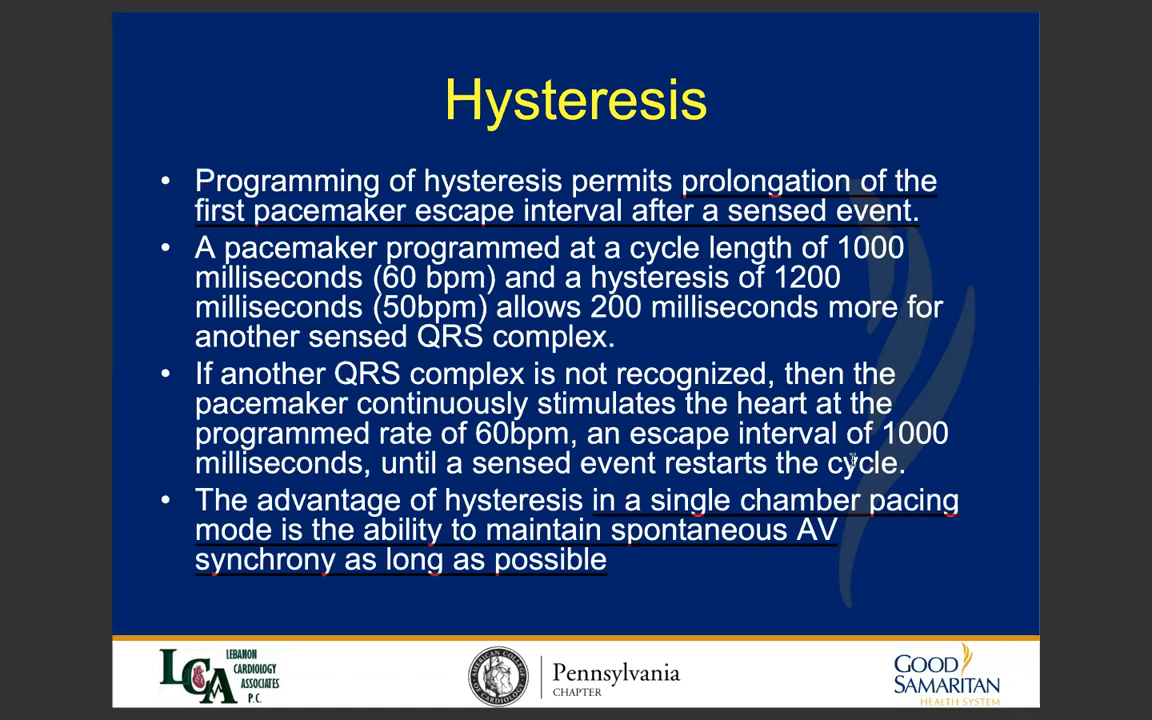 Hysteresis
• Programming of hysteresis permits prolongation of the
first pacemaker escape interval after a sensed event.
• A pacemaker programmed at a cycle length of 1000
milliseconds (60 bpm) and a hysteresis of 1200
milliseconds (50bpm) allows 200 milliseconds more for
another sensed QRS complex.
• If another QRS complex is not recognized, then the
pacemaker continuously stimulates the heart at the
programmed rate of 60bpm, an escape interval of 1000
milliseconds, until a sensed event restarts the cycle.
• The advantage of hysteresis in a single chamber pacing
mode is the ability to maintain spontaneous AV
synchrony as long as possible
LCA
LEBANON
CARDIOLOGY
ASSOCIATES
P.C.
AMERICAN COLLEGE OF CARDIOLOGY
Pennsylvania
CHAPTER
GOOD
SAMARITAN
HEALTH SYSTEM